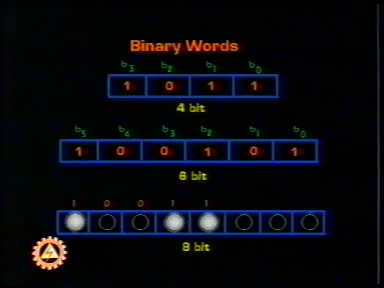 Binary Words
b3 b2 b1 b0
1 0 1 1
4 bit
b5 b4 b3 b2 b1 b0
1 0 0 1 0 1
6 bit
1 0 0 1 1
8 bit